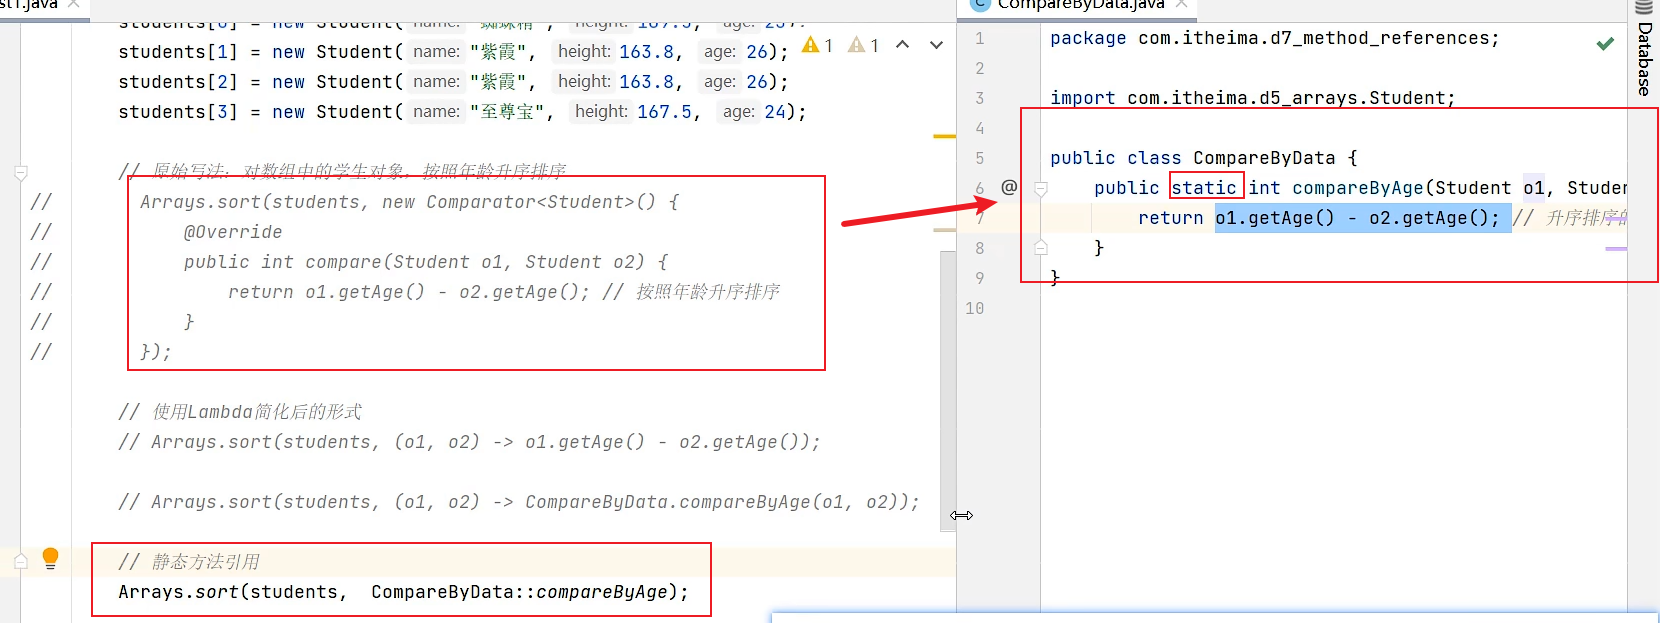 st1.java
CompareByData.java
students[0] = new Student( name: "蜘蛛精", height: 167.5, age: 23);
students[1] = new Student( name: "紫霞", height: 163.8, age: 26);
students[2] = new Student( name: "紫霞", height: 163.8, age: 26);
students[3] = new Student( name: "至尊宝", height: 167.5, age: 24);
1 1
// 原始写法：对数组中的学生对象，按照年龄升序排序
// Arrays.sort(students, new Comparator<Student>() {
// @Override
// public int compare(Student o1, Student o2) {
// return o1.getAge() - o2.getAge(); // 按照年龄升序排序
// }
// });
// 使用Lambda简化后的形式
// Arrays.sort(students, (o1, o2) -> o1.getAge() - o2.getAge());
// Arrays.sort(students, (o1, o2) -> CompareByData.compareByAge(o1, o2));
// 静态方法引用
Arrays.sort(students, CompareByData::compareByAge);
1 package com.itheima.d7_method_references;
2
3 import com.itheima.d5_arrays.Student;
4
5 public class CompareByData {
6 @ public static int compareByAge(Student o1, Studen
7 return o1.getAge() - o2.getAge(); // 升序排序的
8 }
9 }
10
Database